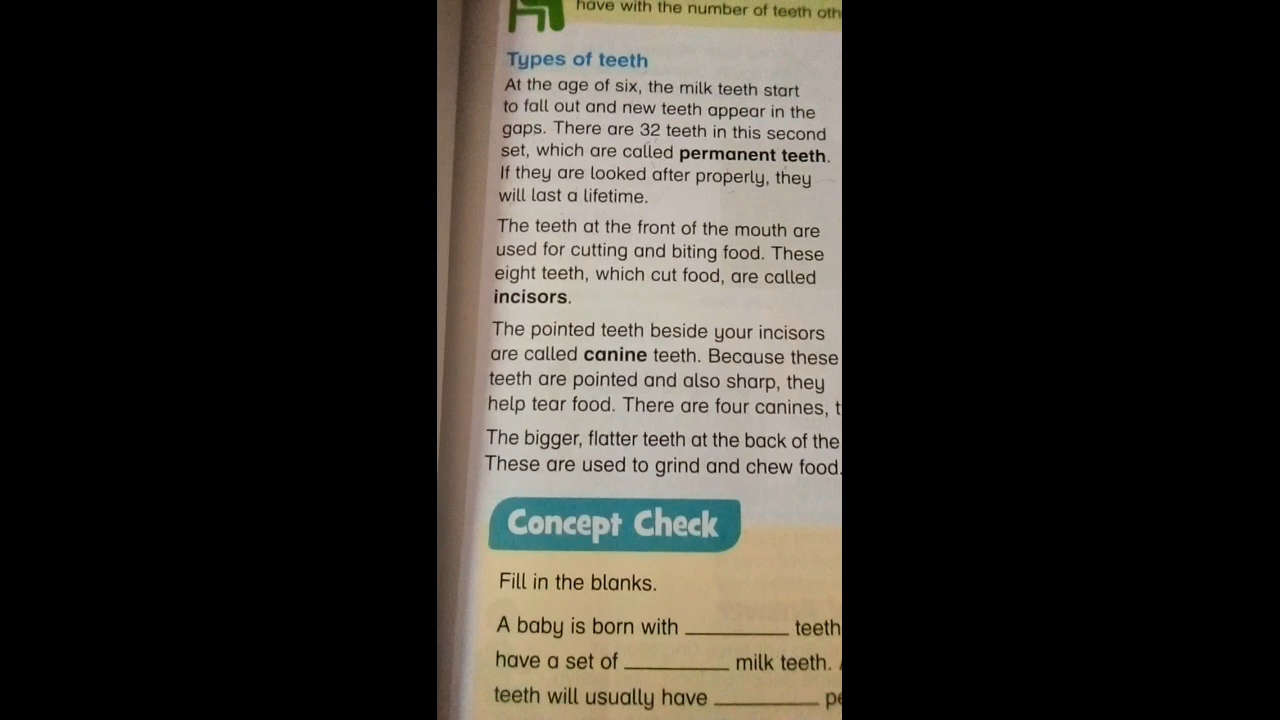 have with the number of teeth oth
Types of teeth
At the age of six, the milk teeth start
to fall out and new teeth appear in the
gaps. There are 32 teeth in this second
set, which are called permanent teeth.
If they are looked after properly, they
will last a lifetime.
The teeth at the front of the mouth are
used for cutting and biting food. These
eight teeth, which cut food, are called
incisors.
The pointed teeth beside your incisors
are called canine teeth. Because these
teeth are pointed and also sharp, they
help tear food. There are four canines, t
The bigger, flatter teeth at the back of the
These are used to grind and chew food.
Concept Check
Fill in the blanks.
A baby is born with __________ teeth
have a set of __________ milk teeth.
teeth will usually have __________ pe